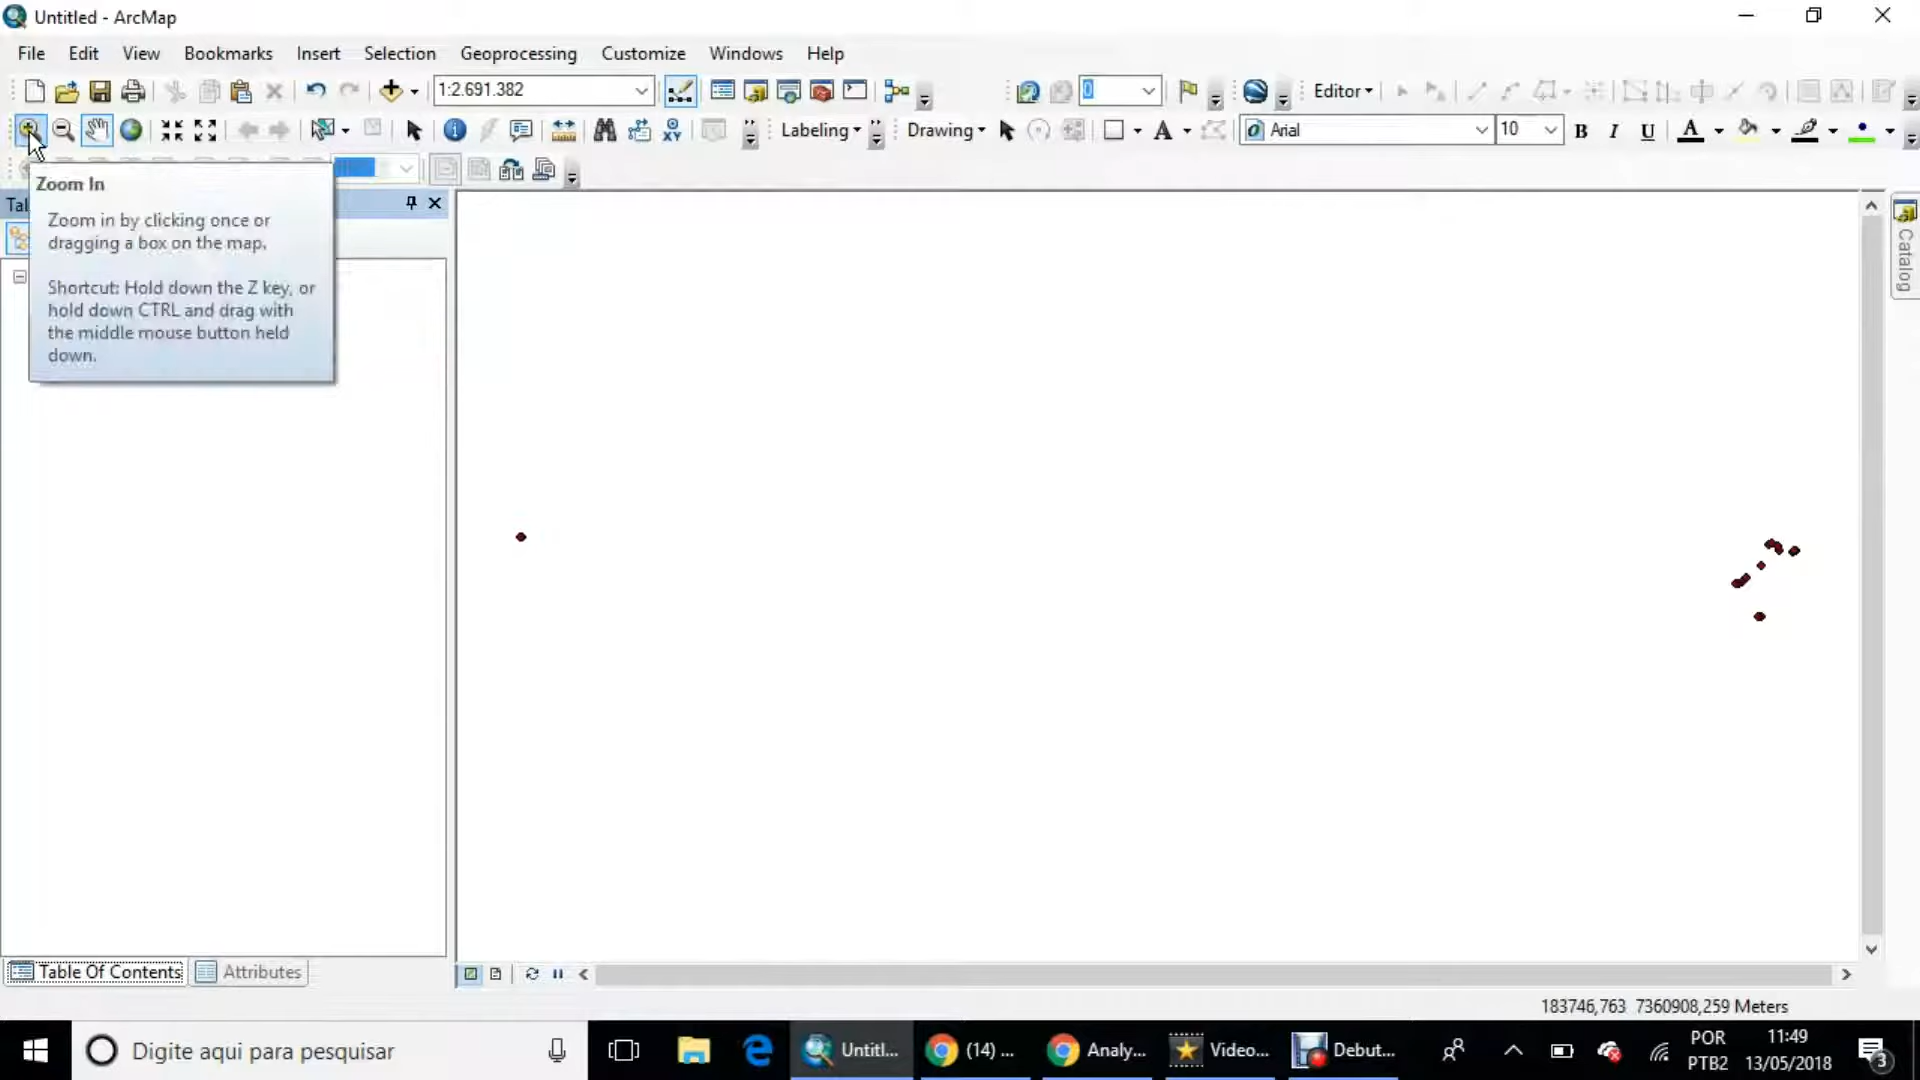 Untitled - ArcMap
File Edit View Bookmarks Insert Selection Geoprocessing Customize Windows Help
1:2.691.382 0 Editor
Labeling Drawing A Arial 10 B I U A
Zoom In
Zoom in by clicking once or
dragging a box on the map.
Shortcut: Hold down the Z key, or
hold down CTRL and drag with
the middle mouse button held
down.
Catalog
Table Of Contents Attributes
183746,763 7360908,259 Meters
Digite aqui para pesquisar Untitl... (14) ... Analy... Video... Debut... POR 11:49
PTB2 13/05/2018 3